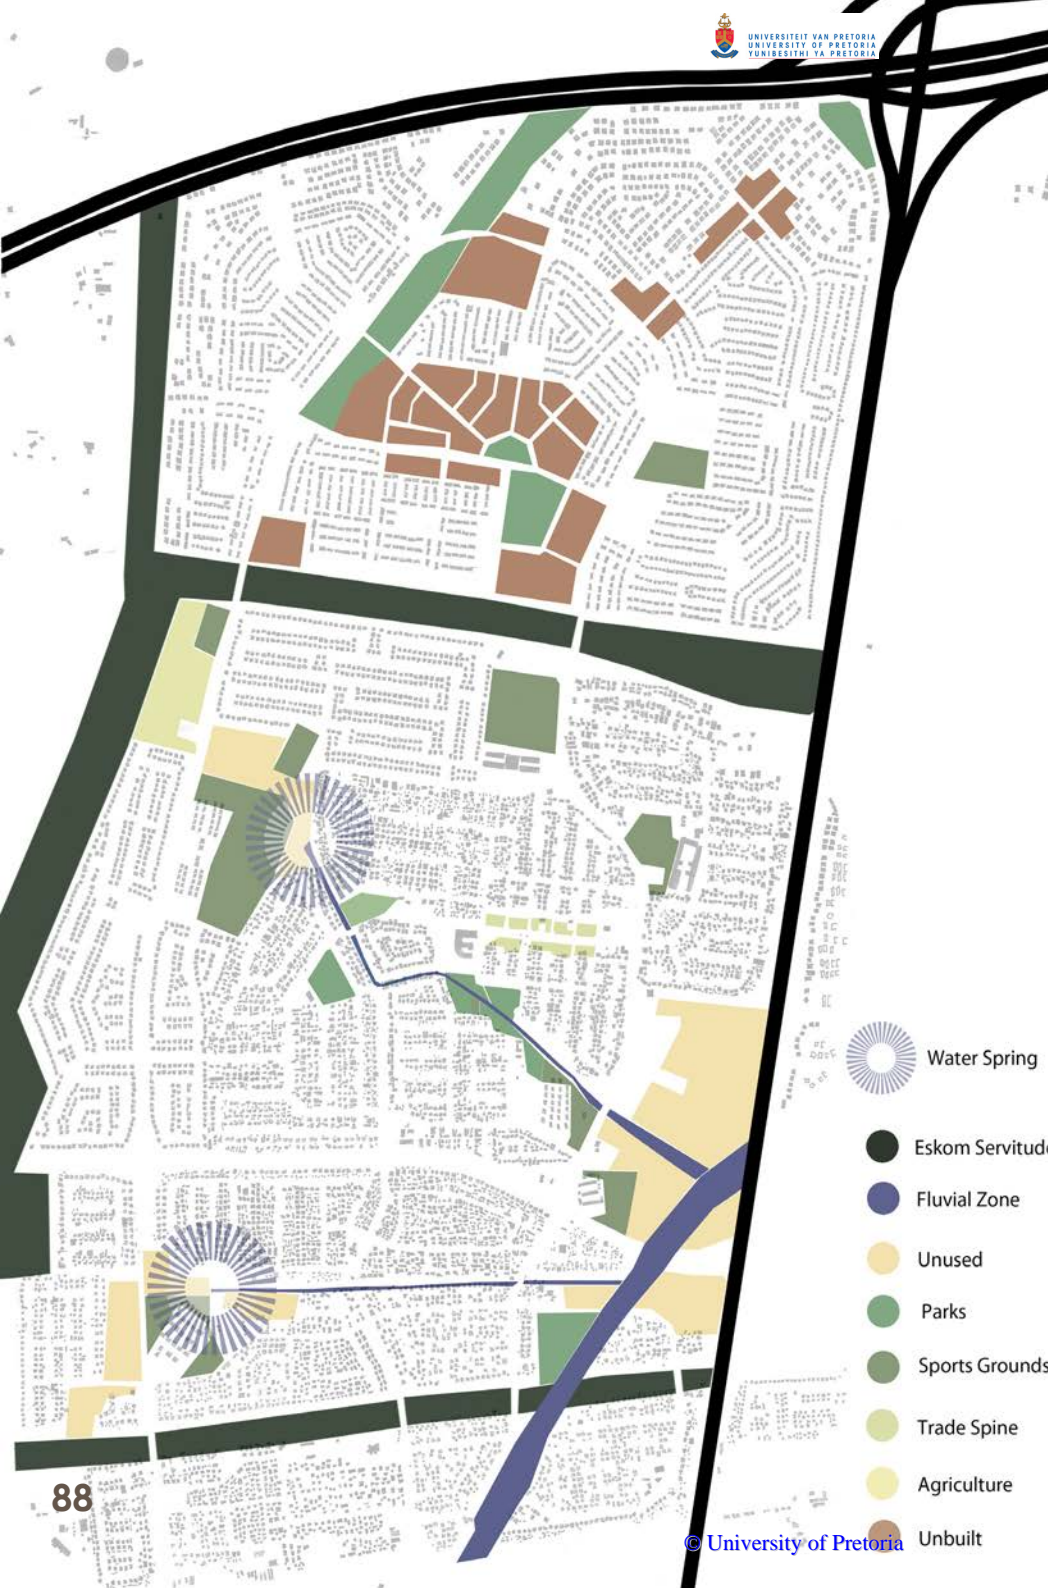 UNIVERSITEIT VAN PRETORIA
UNIVERSITY OF PRETORIA
YUNIBESITHI YA PRETORIA
Water Spring
Eskom Servitude
Fluvial Zone
Unused
Parks
Sports Grounds
Trade Spine
Agriculture
Unbuilt
88
© University of Pretoria